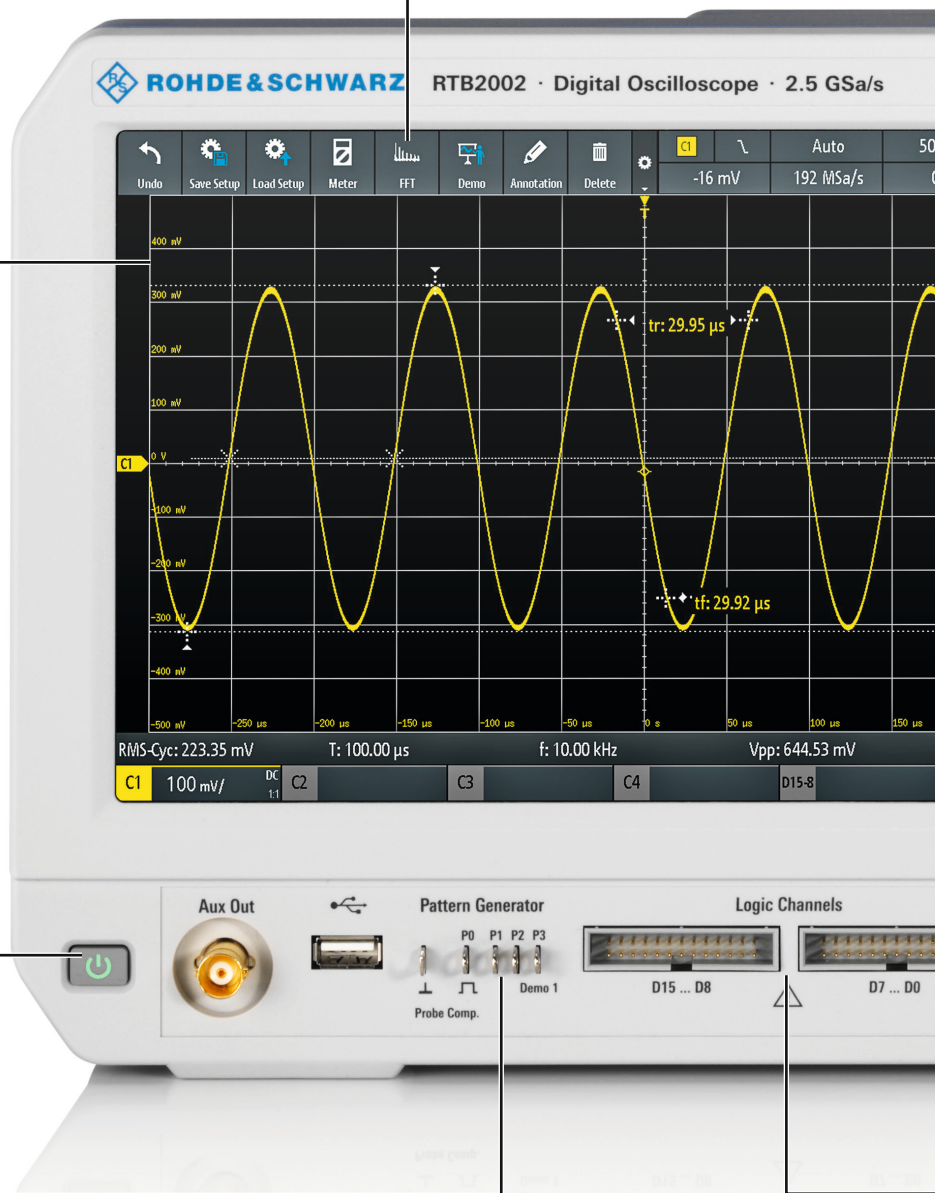 ROHDE&SCHWARZ RTB2002 · Digital Oscilloscope · 2.5 GSa/s
Undo Save Setup Load Setup Meter FFT Demo Annotation Delete
C1 Auto 50
-16 mV 192 MSa/s
T
400 mV
300 mV
tr: 29.95 µs
200 mV
100 mV
C1 0 V
-100 mV
-200 mV
tf: 29.92 µs
-300 mV
-400 mV
-500 mV -250 µs -200 µs -150 µs -100 µs -50 µs 0 s 50 µs 100 µs 150 µs
RMS-Cyc: 223.35 mV T: 100.00 µs f: 10.00 kHz Vpp: 644.53 mV
C1 100 mV/ DC 1:1 C2 C3 C4 D15-8
Aux Out Pattern Generator Logic Channels
P0 P1 P2 P3
Demo 1 D15 ... D8 D7 ... D0
Probe Comp.